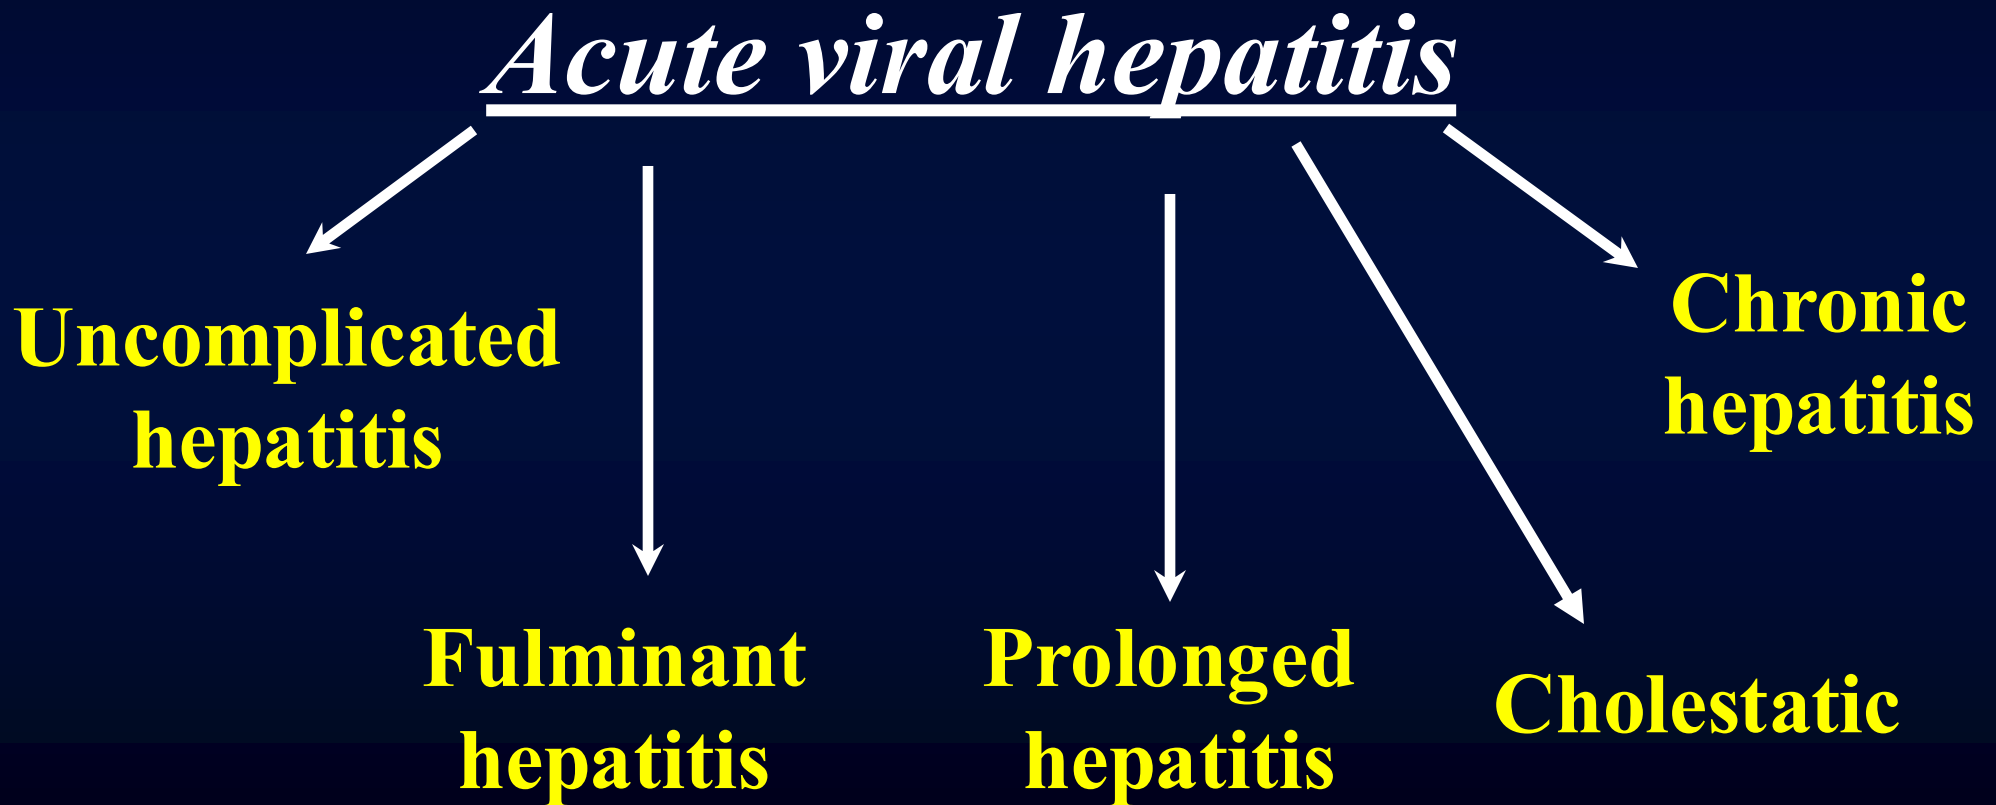 Acute viral hepatitis
Uncomplicated
hepatitis
Fulminant
hepatitis
Prolonged
hepatitis
Cholestatic
Chronic
hepatitis